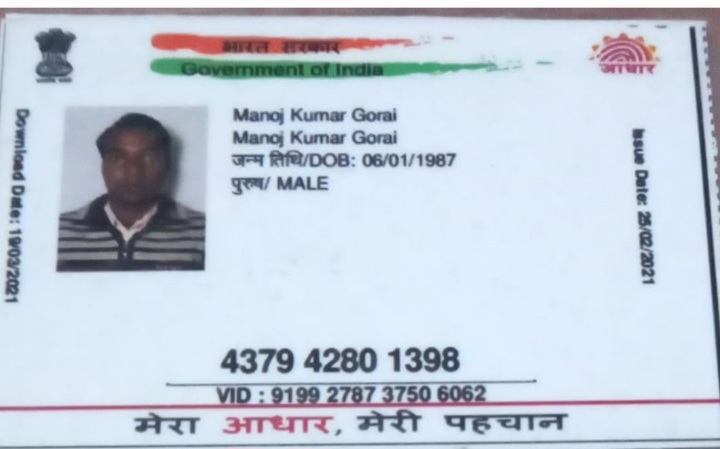 भारत सरकार
Government of India
आधार
Manoj Kumar Gorai
Manoj Kumar Gorai
जन्म तिथि/DOB: 06/01/1987
पुरुष/ MALE
Download Date: 19/03/2021
Issue Date: 25/02/2021
4379 4280 1398
VID : 9199 2787 3750 6062
मेरा आधार, मेरी पहचान